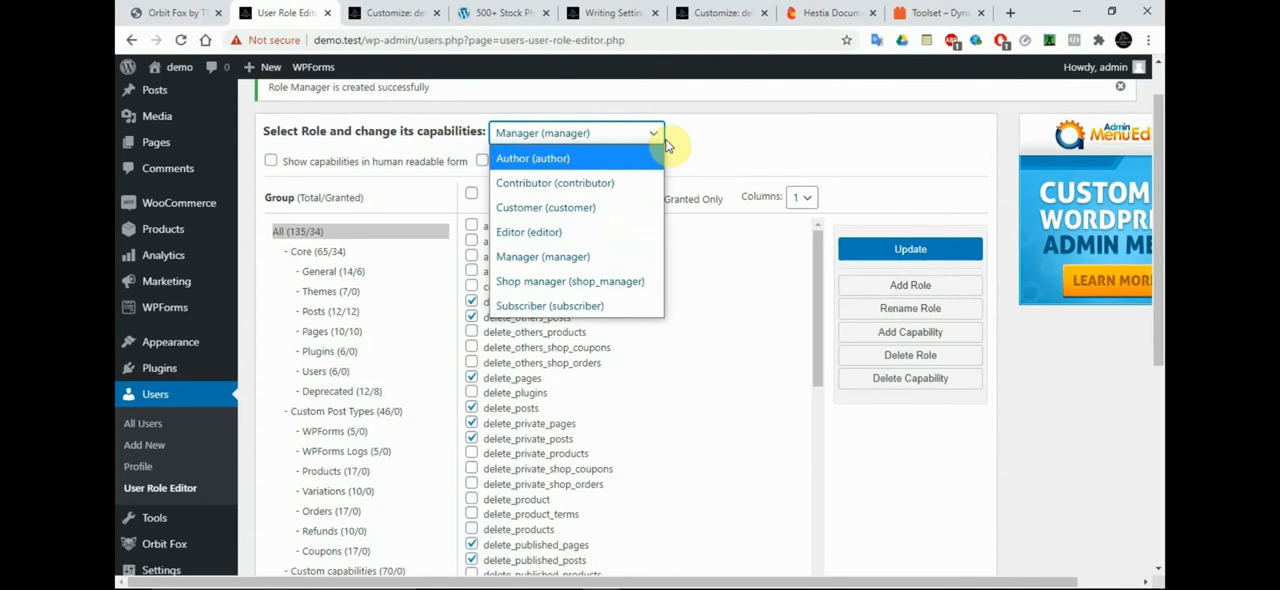 Orbit Fox by T
User Role Edit
Customize: de
500+ Stock Ph
Writing Settin
Customize: de
Hestia Docum
Toolset – Dyna
Not secure
demo.test/wp-admin/users.php?page=users-user-role-editor.php
demo
0
New
WPForms
Howdy, admin
Posts
Media
Pages
Comments
WooCommerce
Products
Analytics
Marketing
WPForms
Appearance
Plugins
Users
All Users
Add New
Profile
User Role Editor
Tools
Orbit Fox
Settings
Role Manager is created successfully
Select Role and change its capabilities:
Manager (manager)
Author (author)
Contributor (contributor)
Customer (customer)
Editor (editor)
Manager (manager)
Shop manager (shop_manager)
Subscriber (subscriber)
Show capabilities in human readable form
Group (Total/Granted)
Granted Only
Columns:
1
All (135/34)
- Core (65/34)
- General (14/6)
- Themes (7/0)
- Posts (12/12)
- Pages (10/10)
- Plugins (6/0)
- Users (6/0)
- Deprecated (12/8)
- Custom Post Types (46/0)
- WPForms (5/0)
- WPForms Logs (5/0)
- Products (17/0)
- Variations (10/0)
- Orders (17/0)
- Refunds (10/0)
- Coupons (17/0)
- Custom capabilities (70/0)
delete_others_posts
delete_others_products
delete_others_shop_coupons
delete_others_shop_orders
delete_pages
delete_plugins
delete_posts
delete_private_pages
delete_private_posts
delete_private_products
delete_private_shop_coupons
delete_private_shop_orders
delete_product
delete_product_terms
delete_products
delete_published_pages
delete_published_posts
delete_published_products
Update
Add Role
Rename Role
Add Capability
Delete Role
Delete Capability
Admin
Menu Ed
CUSTOM
WORDPR
ADMIN ME
LEARN MOR